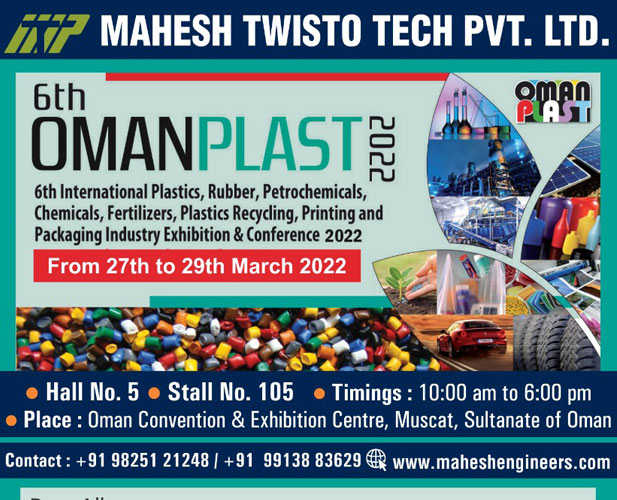 MAHESH TWISTO TECH PVT. LTD.
OMAN
PLAST
6th
OMANPLAST
2022
6th International Plastics, Rubber, Petrochemicals,
Chemicals, Fertilizers, Plastics Recycling, Printing and
Packaging Industry Exhibition & Conference 2022
From 27th to 29th March 2022
Hall No. 5 • Stall No. 105 • Timings : 10:00 am to 6:00 pm
Place : Oman Convention & Exhibition Centre, Muscat, Sultanate of Oman
Contact : +91 98251 21248 / +91 99138 83629 www.maheshengineers.com